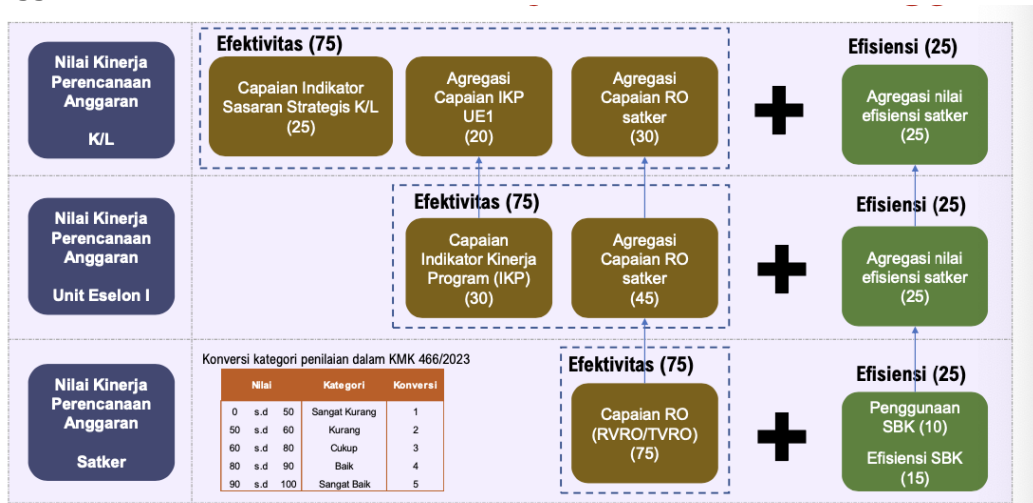 Nilai Kinerja
Perencanaan
Anggaran
K/L
Efektivitas (75)
Capaian Indikator
Sasaran Strategis K/L
(25)
Agregasi
Capaian IKP
UE1
(20)
Agregasi
Capaian RO
satker
(30)
Efisiensi (25)
Agregasi nilai
efisiensi satker
(25)
Nilai Kinerja
Perencanaan
Anggaran
Unit Eselon I
Efektivitas (75)
Capaian
Indikator Kinerja
Program (IKP)
(30)
Agregasi
Capaian RO
satker
(45)
Efisiensi (25)
Agregasi nilai
efisiensi satker
(25)
Nilai Kinerja
Perencanaan
Anggaran
Satker
Konversi kategori penilaian dalam KMK 466/2023
Nilai Kategori Konversi
0 s.d 50 Sangat Kurang 1
50 s.d 60 Kurang 2
60 s.d 80 Cukup 3
80 s.d 90 Baik 4
90 s.d 100 Sangat Baik 5
Efektivitas (75)
Capaian RO
(RVRO/TVRO)
(75)
Efisiensi (25)
Penggunaan
SBK (10)
Efisiensi SBK
(15)